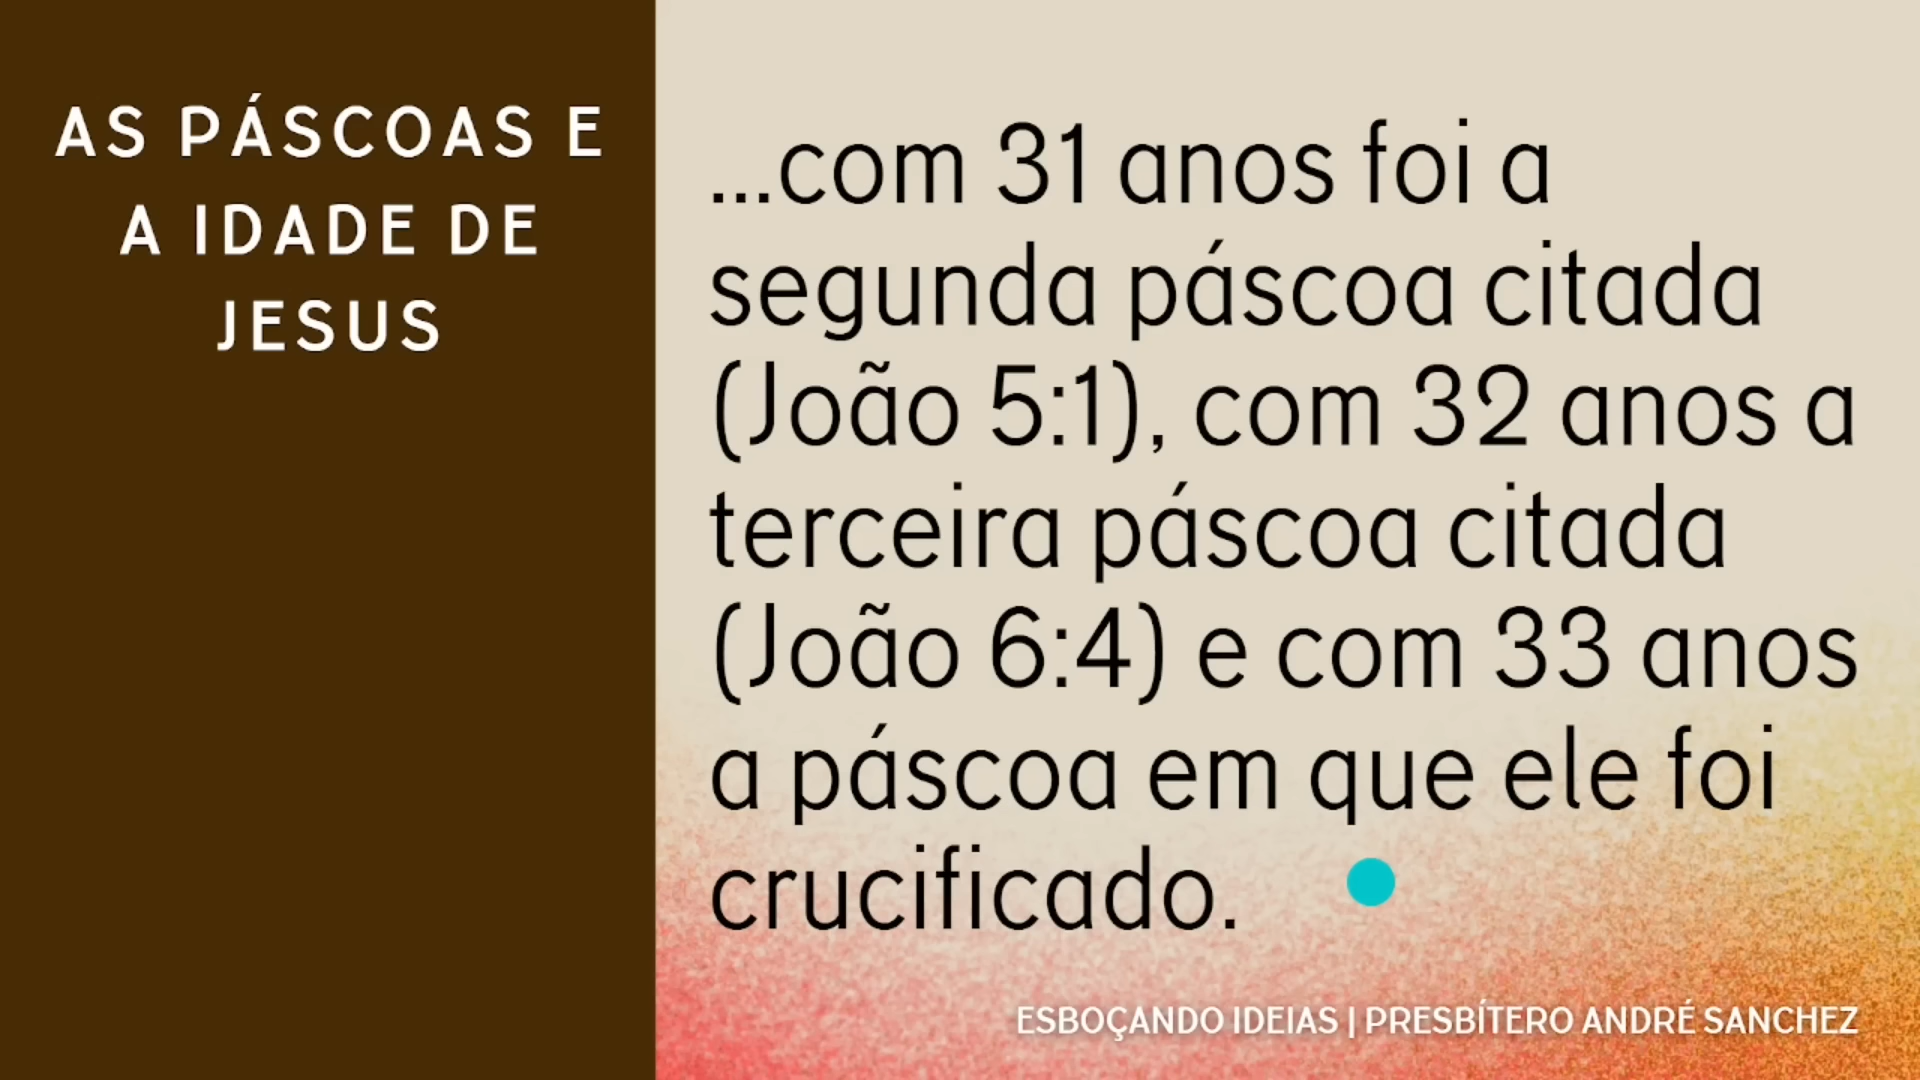 AS PÁSCOAS E
A IDADE DE
JESUS
...com 31 anos foi a
segunda páscoa citada
(João 5:1), com 32 anos a
terceira páscoa citada
(João 6:4) e com 33 anos
a páscoa em que ele foi
crucificado.
ESBOÇANDO IDEIAS | PRESBÍTERO ANDRÉ SANCHEZ